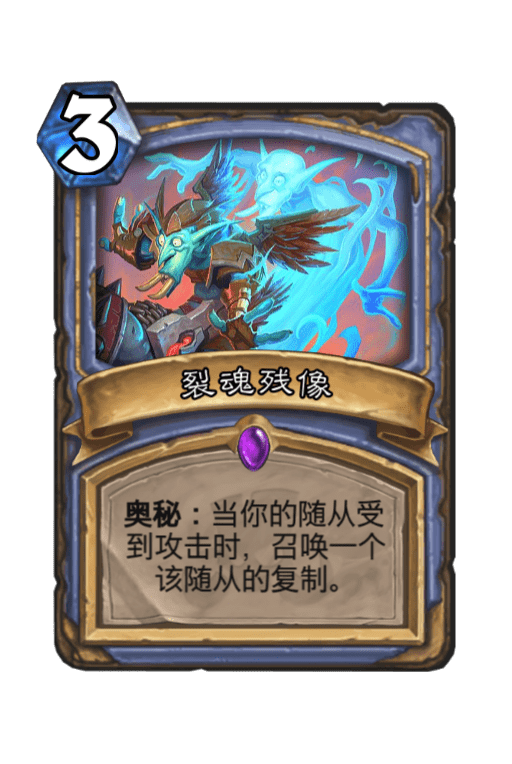 3
裂魂残像
奥秘：当你的随从受
到攻击时，召唤一个
该随从的复制。